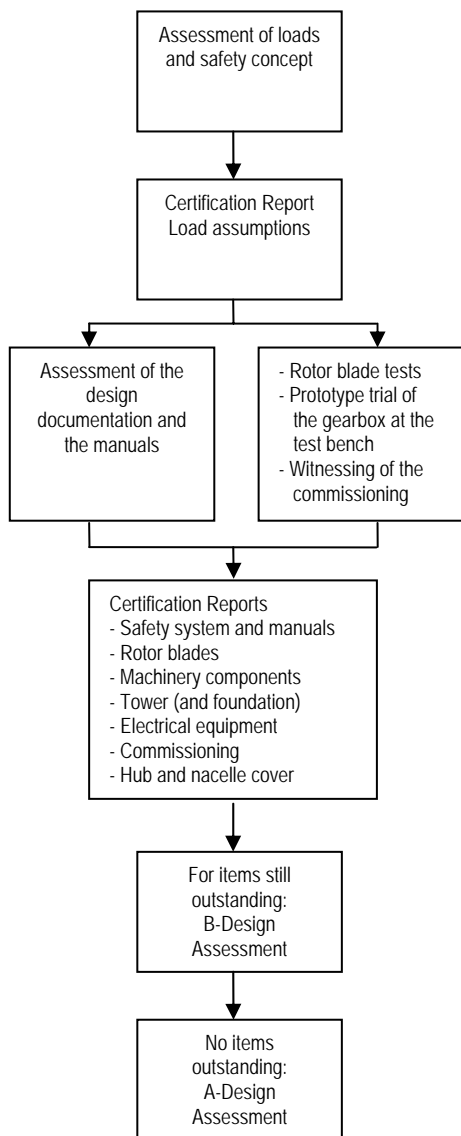 Assessment of loads
and safety concept
Certification Report
Load assumptions
Assessment of the
design
documentation and
the manuals
- Rotor blade tests
- Prototype trial of
the gearbox at the
test bench
- Witnessing of the
commissioning
Certification Reports
- Safety system and manuals
- Rotor blades
- Machinery components
- Tower (and foundation)
- Electrical equipment
- Commissioning
- Hub and nacelle cover
For items still
outstanding:
B-Design
Assessment
No items
outstanding:
A-Design
Assessment